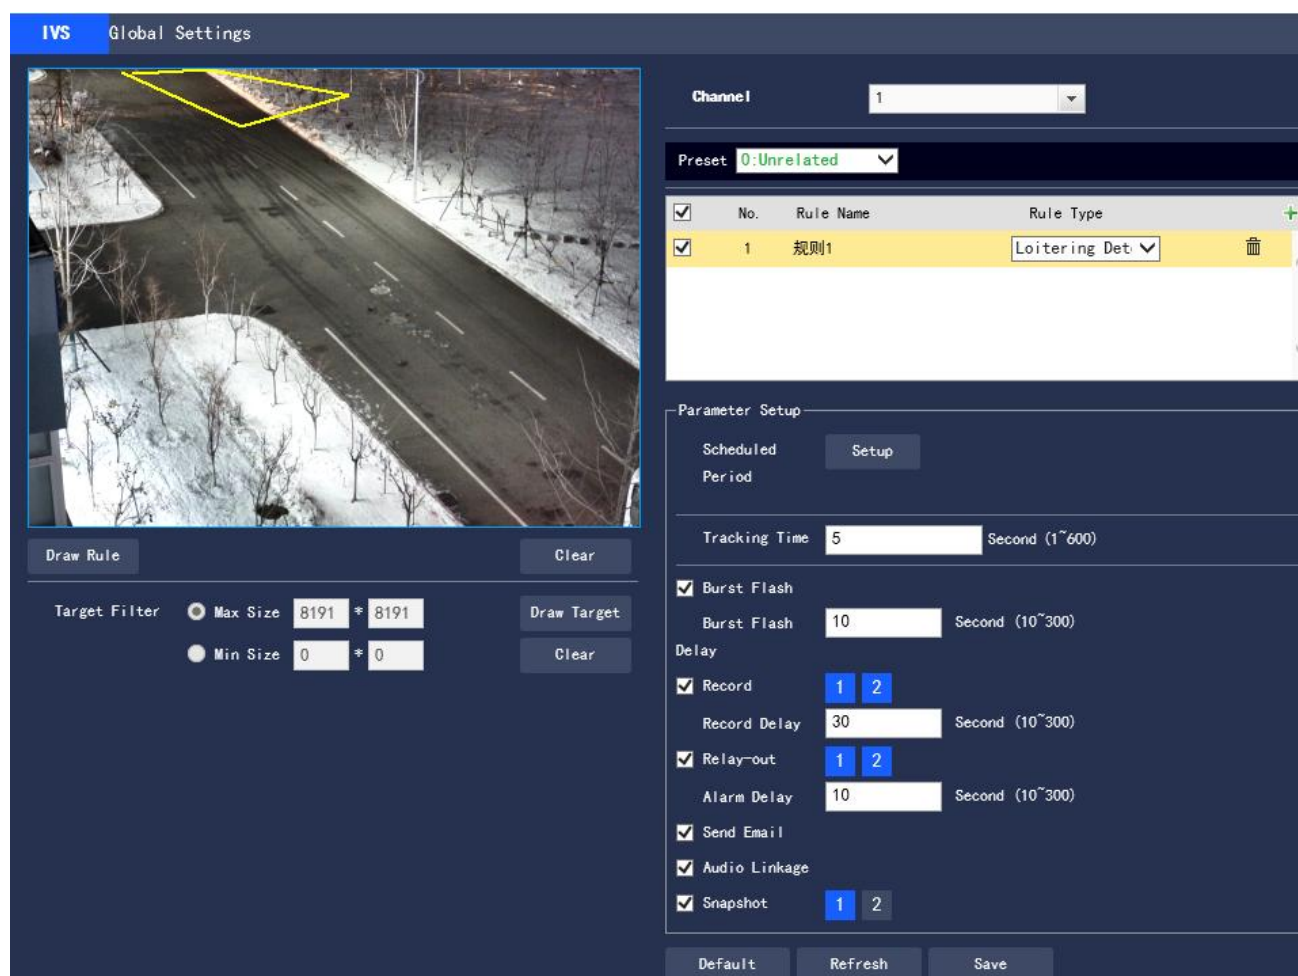 IVS Global Settings
Channel 1
Preset 0:Unrelated
No. Rule Name Rule Type
1 规则1 Loitering Det
Parameter Setup
Scheduled Setup
Period
Tracking Time 5 Second (1~600)
Burst Flash
Burst Flash 10 Second (10~300)
Delay
Record 1 2
Record Delay 30 Second (10~300)
Relay-out 1 2
Alarm Delay 10 Second (10~300)
Send Email
Audio Linkage
Snapshot 1 2
Default Refresh Save
Draw Rule Clear
Target Filter Max Size 8191 * 8191 Draw Target
Min Size 0 * 0 Clear